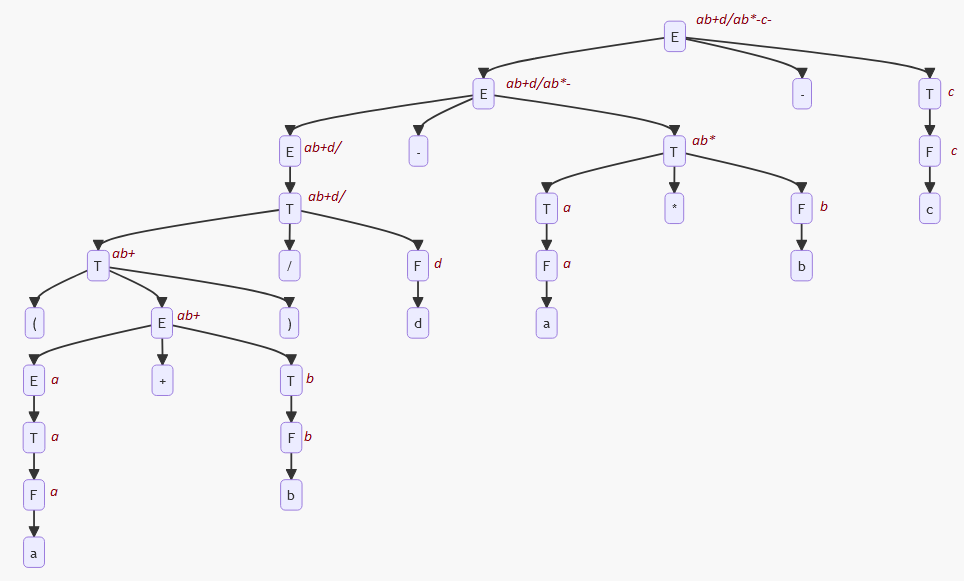 ab+d/ab*-c-
E
E ab+d/ab*-
-
T c
E ab+d/
-
T ab*
F c
T ab+d/
T a
*
F b
c
T ab+
/
F d
F a
b
(
E ab+
)
d
a
E a
+
T b
T a
F b
F a
b
a